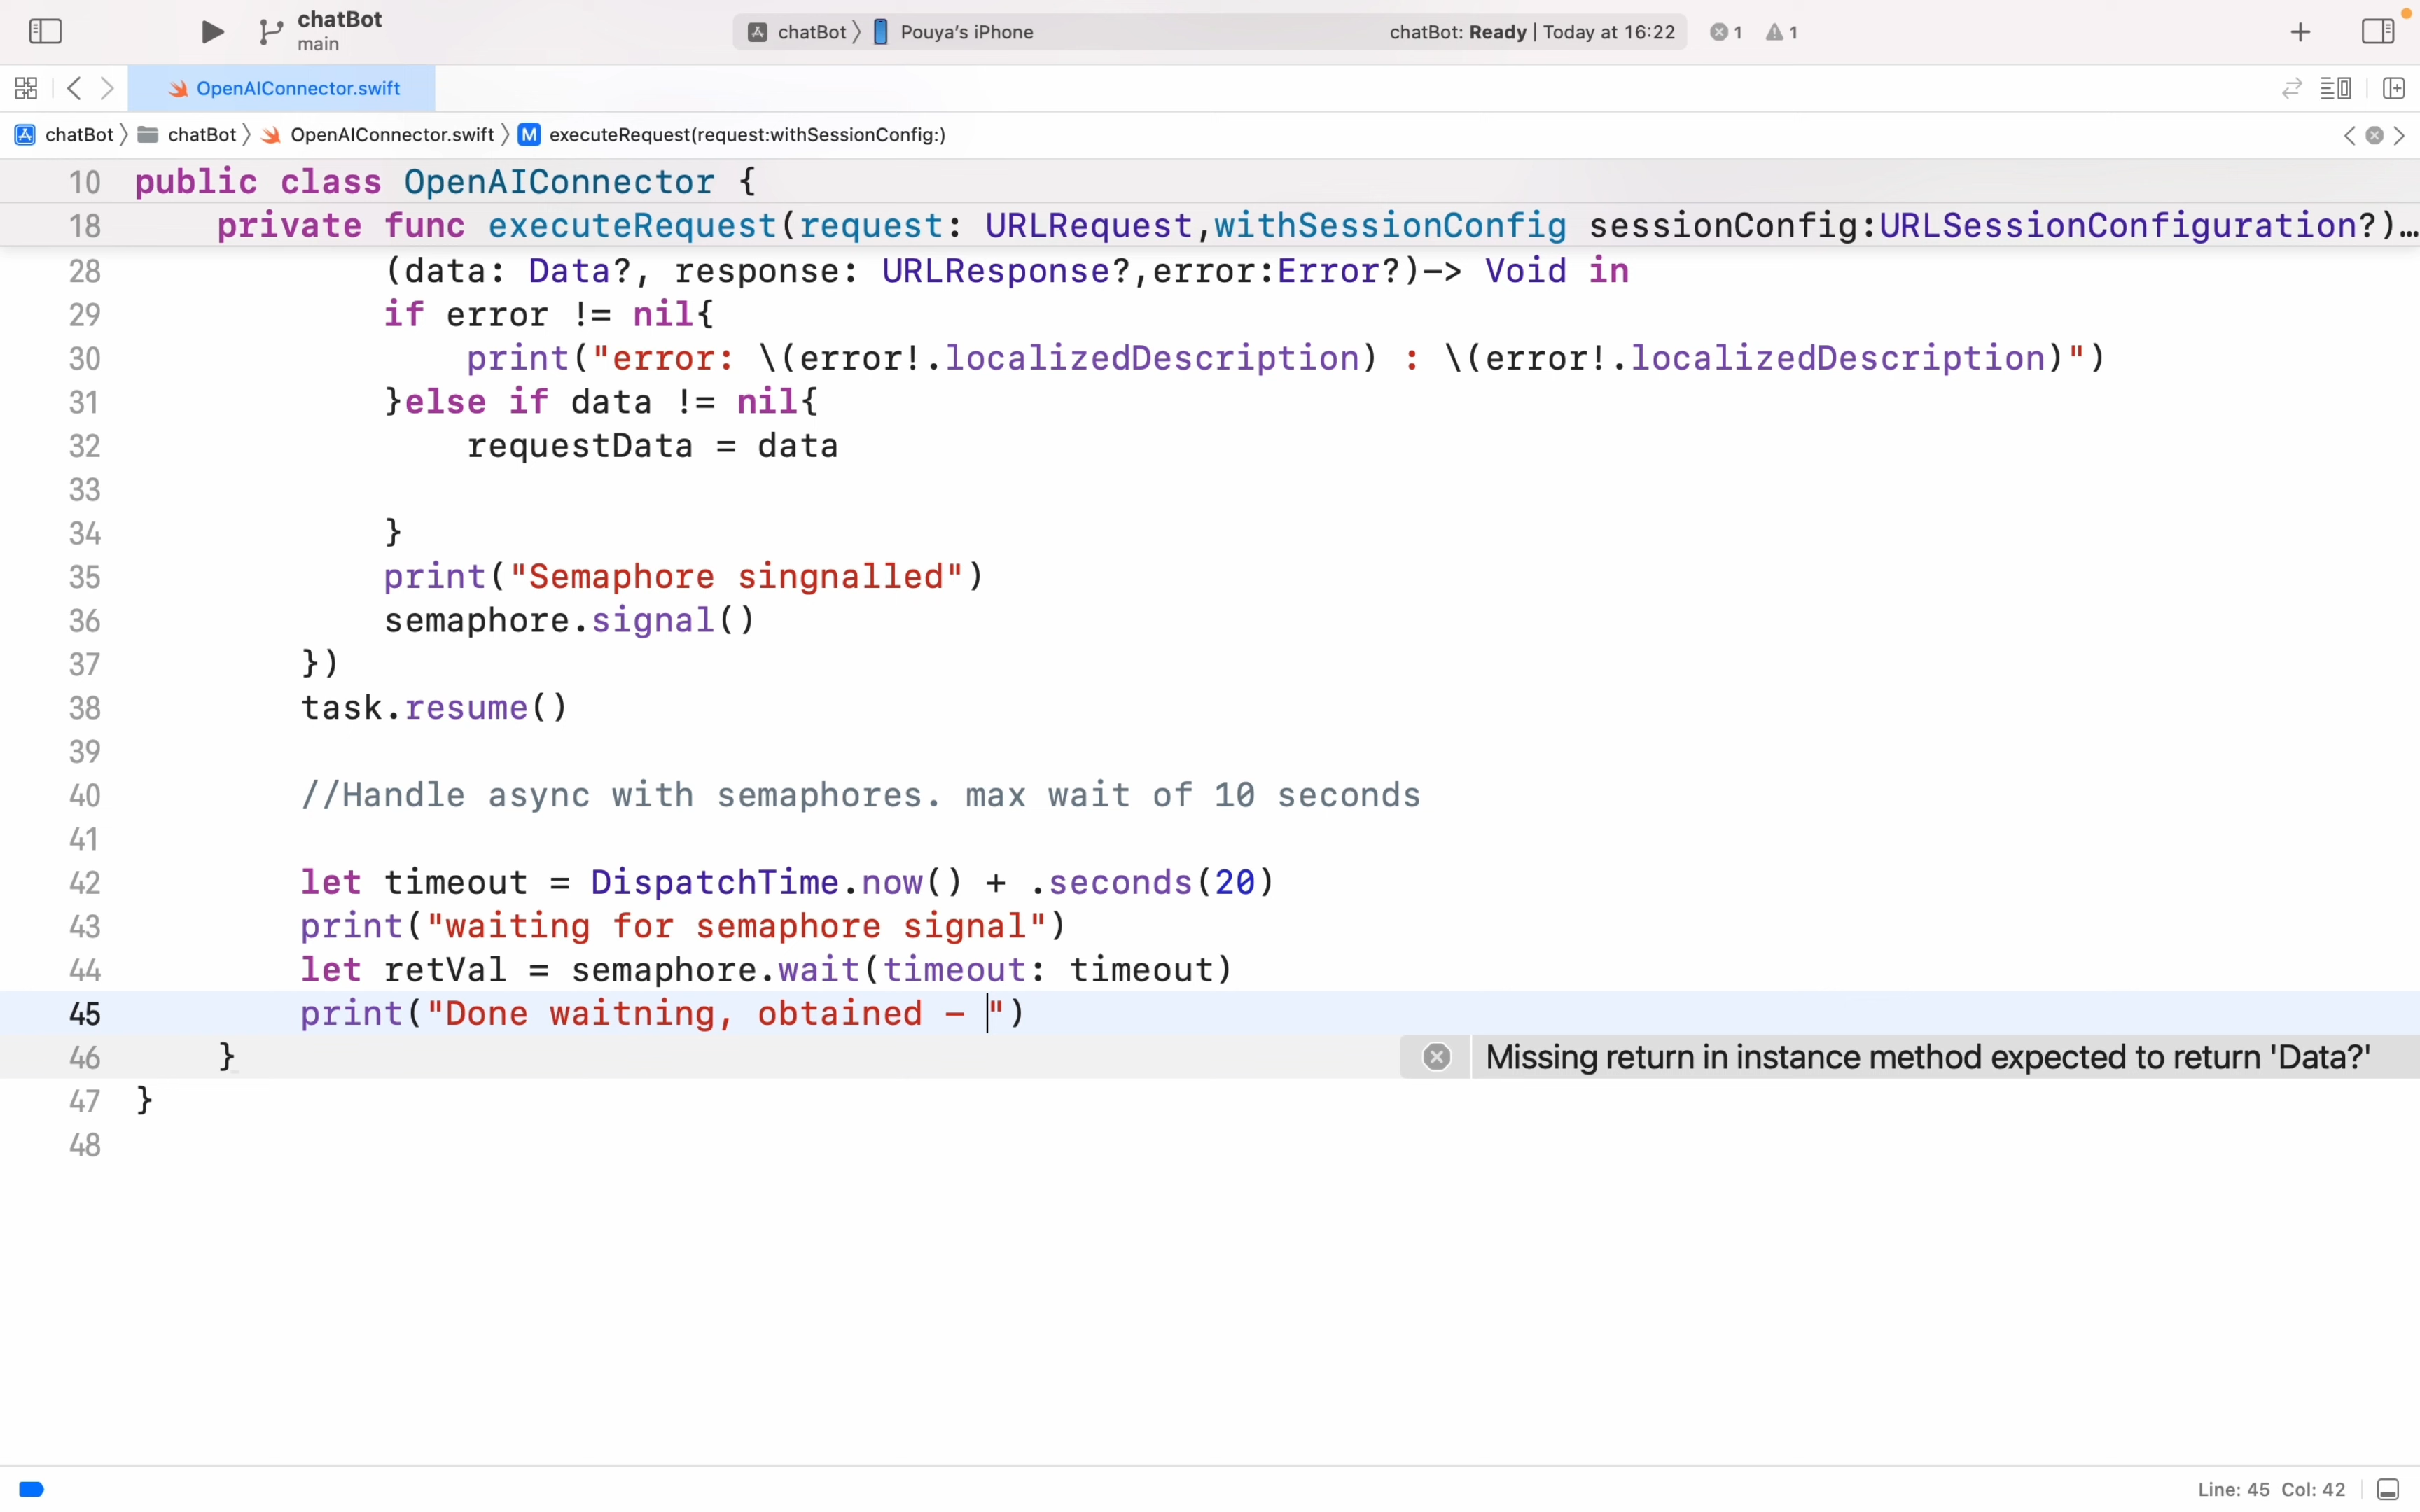 chatBot
main
chatBot 〉 Pouya's iPhone
chatBot: Ready | Today at 16:22
1
1
OpenAIConnector.swift
chatBot 〉 chatBot 〉 OpenAIConnector.swift 〉 M executeRequest(request:withSessionConfig:)
10 public class OpenAIConnector {
18 private func executeRequest(request: URLRequest,withSessionConfig sessionConfig:URLSessionConfiguration?)…
28 (data: Data?, response: URLResponse?,error:Error?)-> Void in
29 if error != nil{
30 print("error: \(error!.localizedDescription) : \(error!.localizedDescription)")
31 }else if data != nil{
32 requestData = data
33
34 }
35 print("Semaphore singnalled")
36 semaphore.signal()
37 })
38 task.resume()
39
40 //Handle async with semaphores. max wait of 10 seconds
41
42 let timeout = DispatchTime.now() + .seconds(20)
43 print("waiting for semaphore signal")
44 let retVal = semaphore.wait(timeout: timeout)
45 print("Done waitning, obtained - ")
46 } Missing return in instance method expected to return 'Data?'
47 }
48
Line: 45 Col: 42